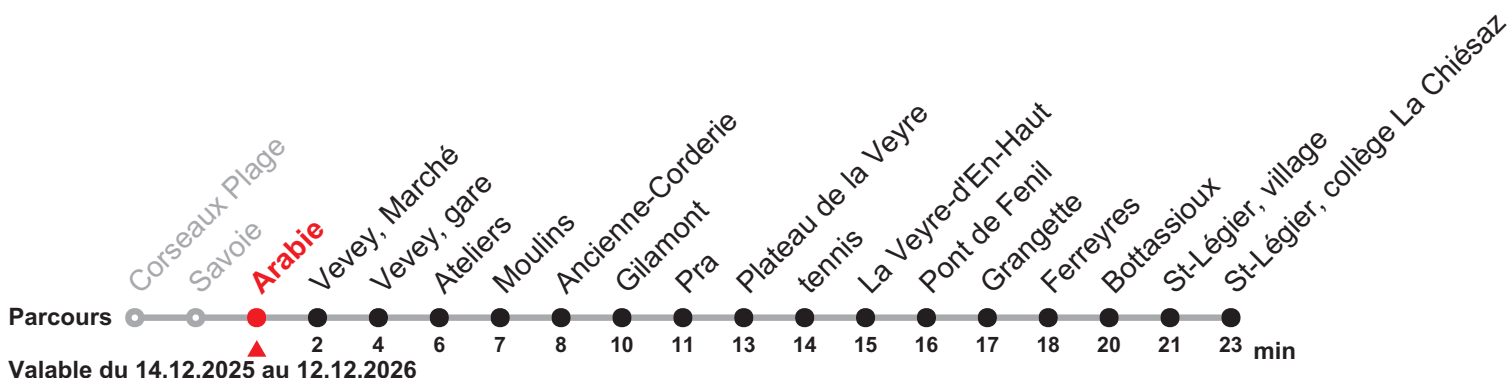 Corseaux Plage
Savoie
Arabie
Vevey, Marché
Vevey, gare
Ateliers
Moulins
Ancienne-Corderie
Gilamont
Pra
Plateau de la Veyre
tennis
La Veyre-d'En-Haut
Pont de Fenil
Grangette
Ferreyres
Bottassioux
St-Légier, village
St-Légier, collège La Chiésaz
Parcours
2 4 6 7 8 10 11 13 14 15 16 17 18 20 21 23 min
Valable du 14.12.2025 au 12.12.2026